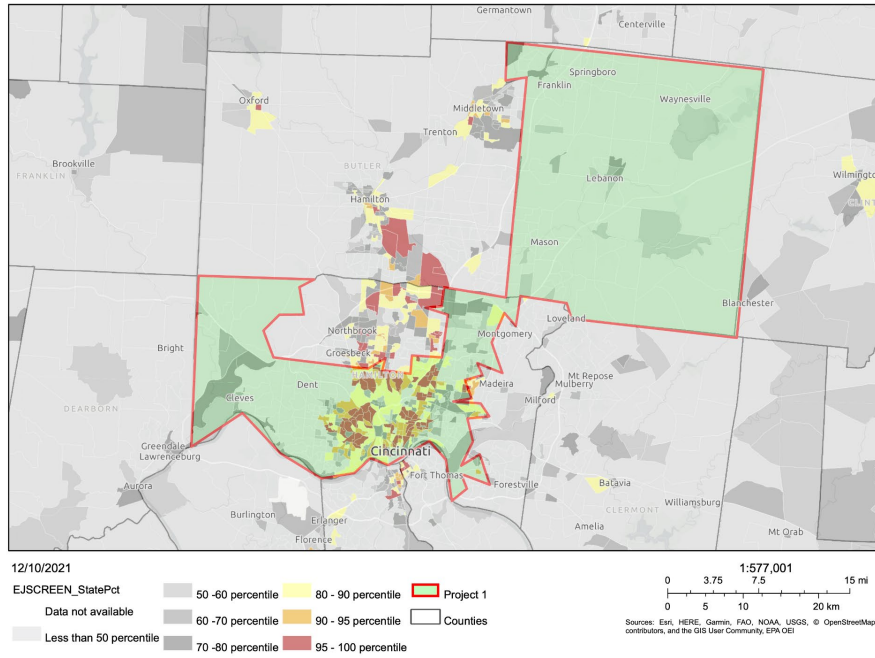 Germantown
Centerville
Springboro
Franklin
Waynesville
Oxford
Middletown
Trenton
Brookville
FRANKLIN
BUTLER
Lebanon
Wilmington
Hamilton
Mason
Blanchester
Loveland
Bright
Northbrook
Montgomery
Groesbeck
Dent
Madeira
Mt Repose
Mulberry
Milford
DEARBORN
Cleves
Greendale
Lawrenceburg
Cincinnati
Fort Thomas
Aurora
Forestville
Batavia
Williamsburg
Burlington
Erlanger
CLERMONT
Florence
Amelia
Mt Orab
12/10/2021
1:577,001
EJSCREEN_StatePct
Data not available
Less than 50 percentile
50 -60 percentile
60 -70 percentile
70 -80 percentile
80 - 90 percentile
90 - 95 percentile
95 - 100 percentile
Project 1
Counties
0 3.75 7.5 15 mi
0 5 10 20 km
Sources: Esri, HERE, Garmin, FAO, NOAA, USGS, © OpenStreetMap
contributors, and the GIS User Community, EPA OEI